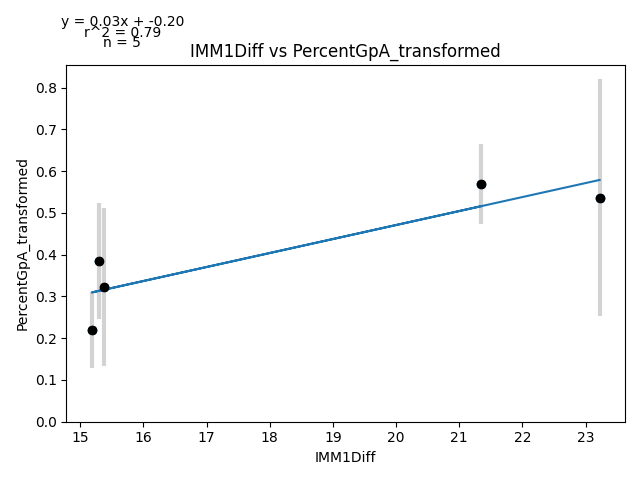 y = 0.03x + -0.20
r^2 = 0.79
n = 5
IMM1Diff vs PercentGpA_transformed
PercentGpA_transformed
0.8
0.7
0.6
0.5
0.4
0.3
0.2
0.1
0.0
15 16 17 18 19 20 21 22 23
IMM1Diff